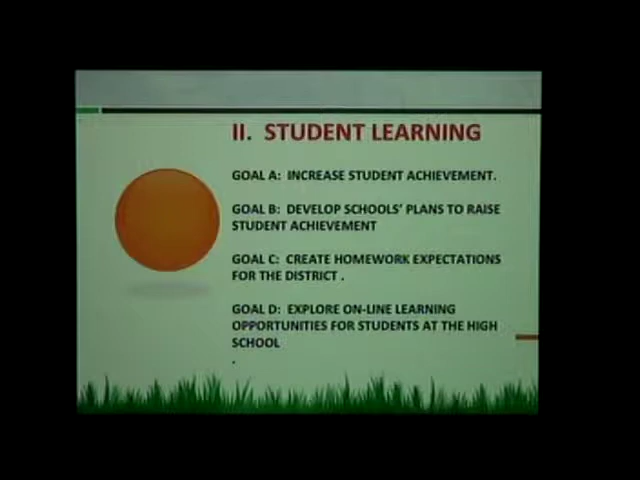 II. STUDENT LEARNING
GOAL A: INCREASE STUDENT ACHIEVEMENT.
GOAL B: DEVELOP SCHOOLS' PLANS TO RAISE
STUDENT ACHIEVEMENT
GOAL C: CREATE HOMEWORK EXPECTATIONS
FOR THE DISTRICT .
GOAL D: EXPLORE ON-LINE LEARNING
OPPORTUNITIES FOR STUDENTS AT THE HIGH
SCHOOL
.